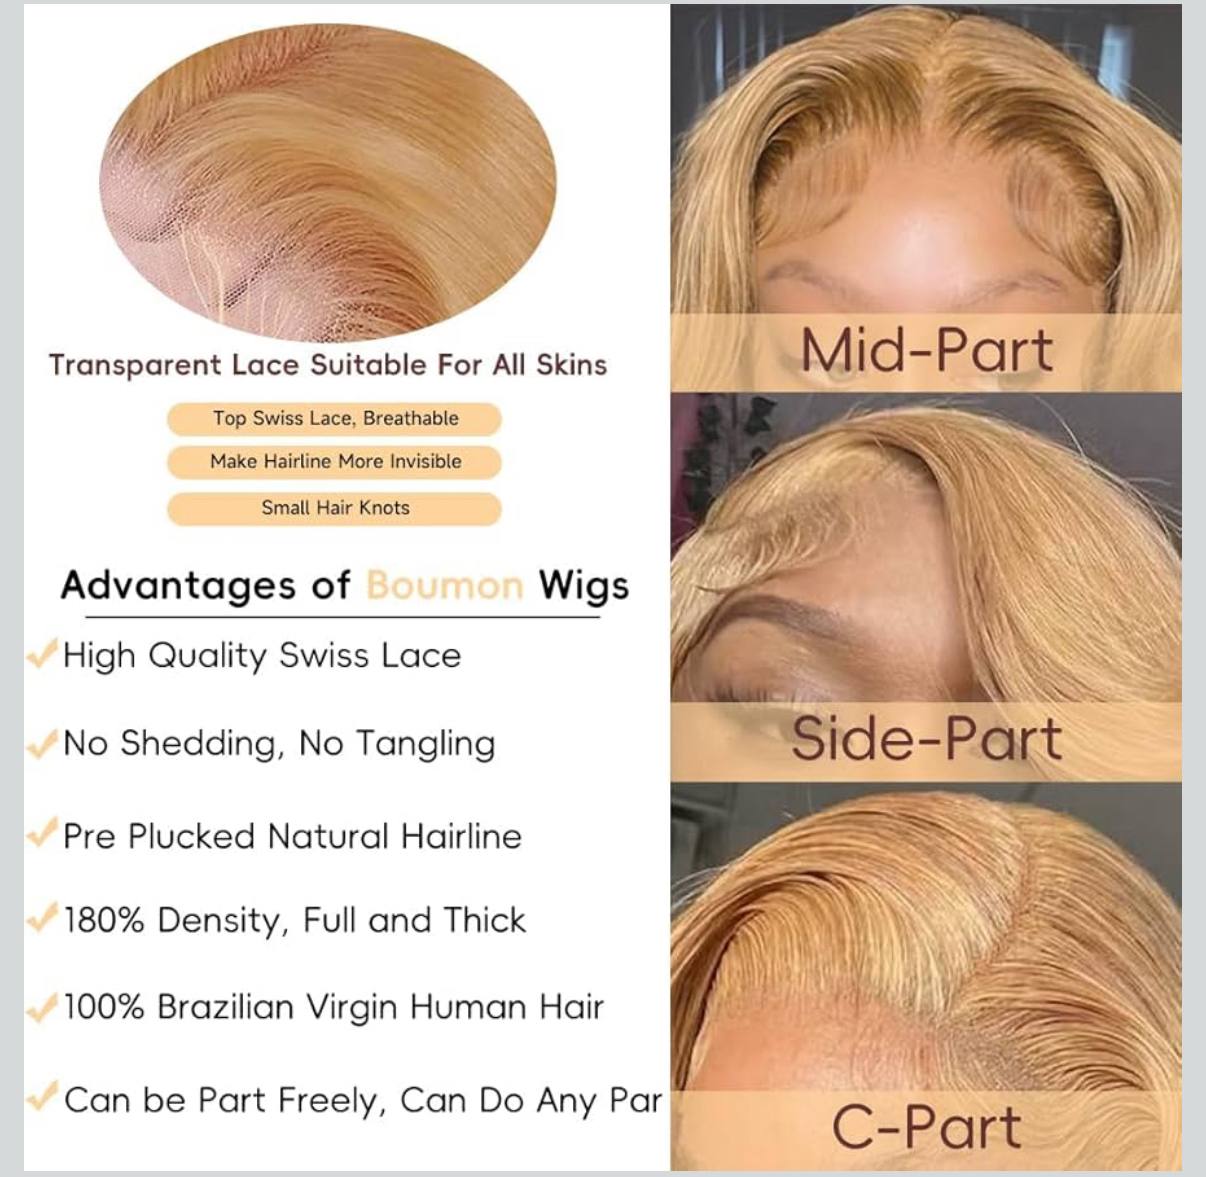 Transparent Lace Suitable For All Skins
Top Swiss Lace, Breathable
Make Hairline More Invisible
Small Hair Knots
Advantages of Boumon Wigs
High Quality Swiss Lace
No Shedding, No Tangling
Pre Plucked Natural Hairline
180% Density, Full and Thick
100% Brazilian Virgin Human Hair
Can be Part Freely, Can Do Any Par
Mid-Part
Side-Part
C-Part